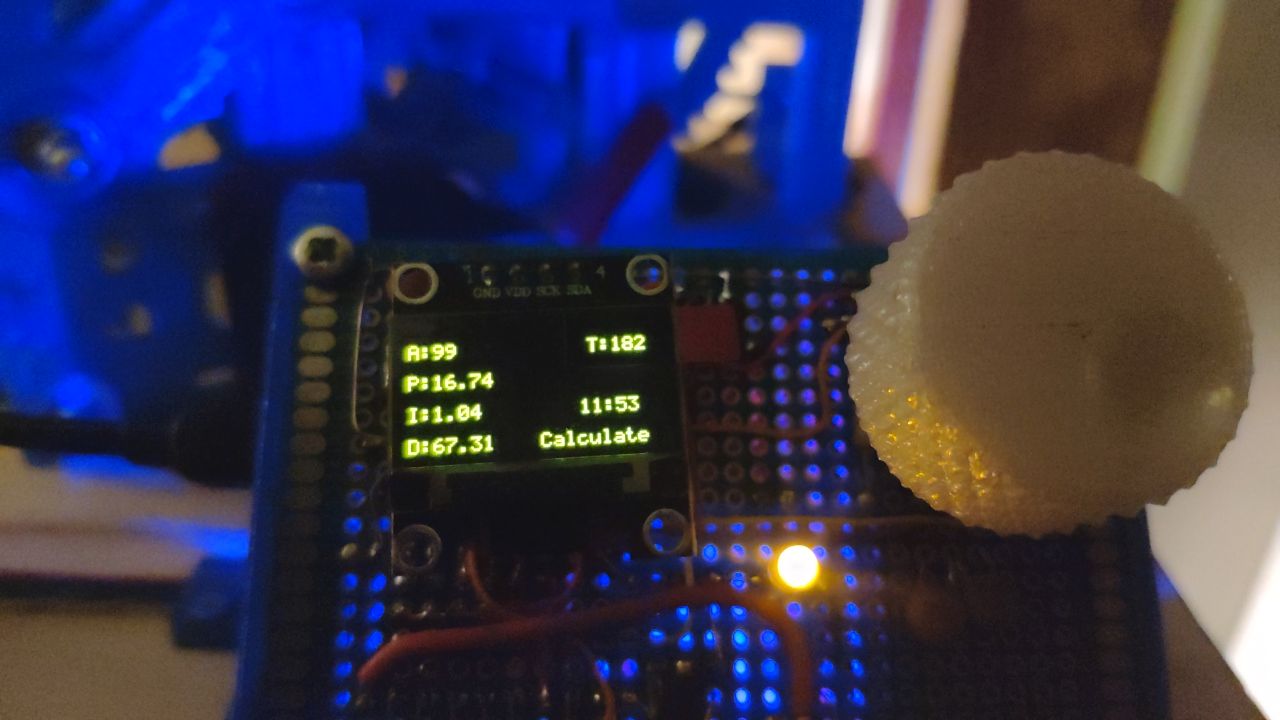 GND VDD SCK SDA
A:99 T:182
P:16.74
I:1.04 11:53
D:67.31 Calculate